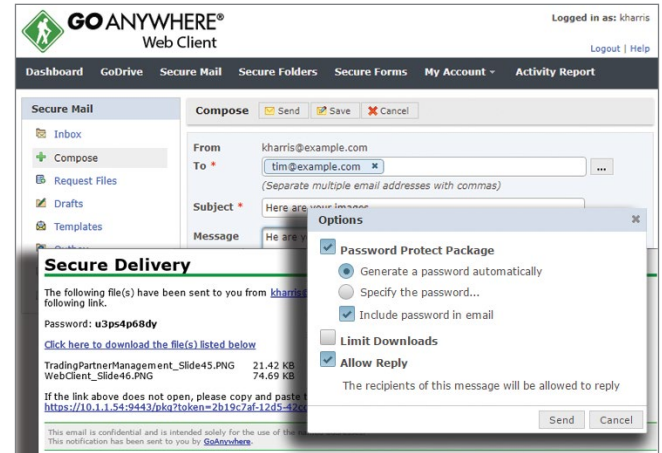 GO ANYWHERE®
Web Client
Logged in as: kharris
Logout | Help
Dashboard GoDrive Secure Mail Secure Folders Secure Forms My Account Activity Report
Secure Mail
Inbox
Compose
Request Files
Drafts
Templates
Compose Send Save Cancel
From kharris@example.com
To * tim@example.com × ...
(Separate multiple email addresses with commas)
Subject * Here are your images
Message He are y
Options ×
Password Protect Package
Generate a password automatically
Specify the password...
Include password in email
Limit Downloads
Allow Reply
The recipients of this message will be allowed to reply
Send Cancel
Secure Delivery
The following file(s) have been sent to you from kharris
following link.
Password: u3ps4p68dy
Click here to download the file(s) listed below
TradingPartnerManagement_Slide45.PNG 21.42 KB
WebClient_Slide46.PNG 74.69 KB
If the link above does not open, please copy and paste
https://10.1.1.54:9443/pkg?token=2b19c7af-12d5-42cc
This email is confidential and is intended solely for the use of the
This notification has been sent to you by GoAnywhere.